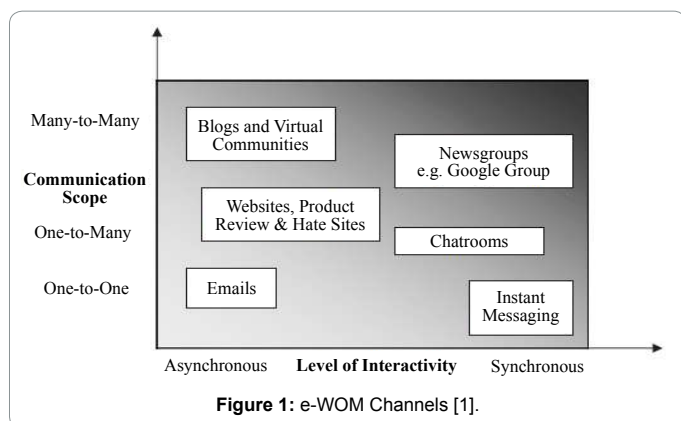 Many-to-Many
Blogs and Virtual
Communities
Newsgroups
e.g. Google Group
Communication
Scope
Websites, Product
Review & Hate Sites
One-to-Many
Chatrooms
One-to-One
Emails
Instant
Messaging
Asynchronous Level of Interactivity Synchronous
Figure 1: e-WOM Channels [1].